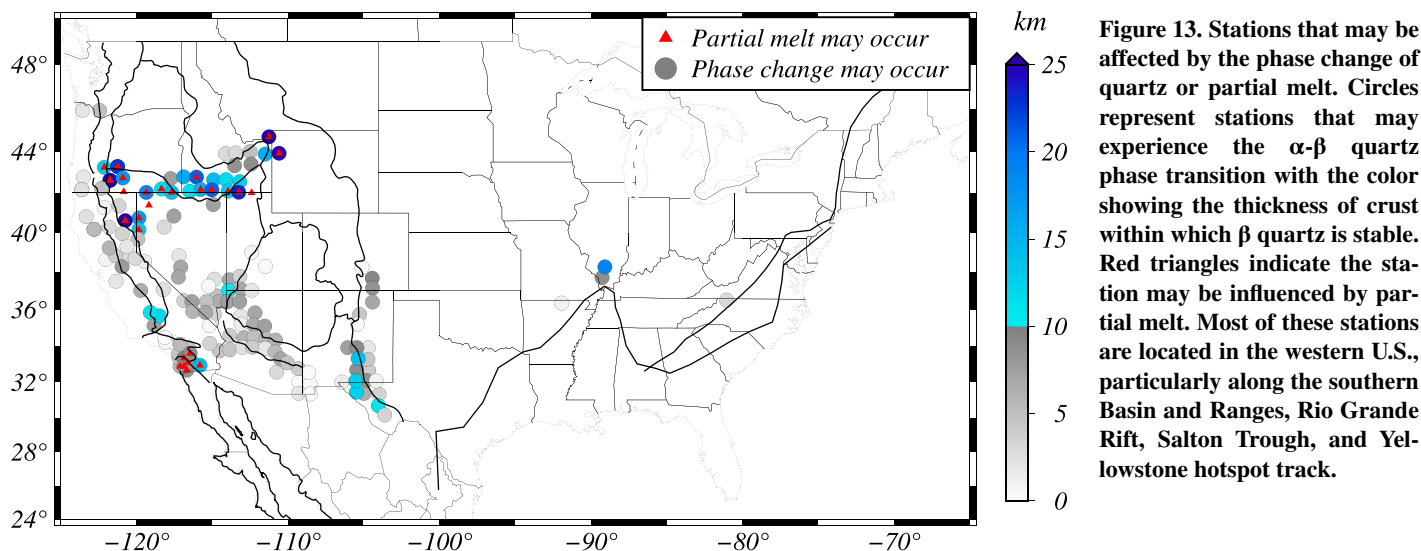 km
Partial melt may occur
Phase change may occur
48°
44°
40°
36°
32°
28°
24°
−120°
−110°
−100°
−90°
−80°
−70°
25
20
15
10
5
0
Figure 13. Stations that may be
affected by the phase change of
quartz or partial melt. Circles
represent stations that may
experience the α-β quartz
phase transition with the color
showing the thickness of crust
within which β quartz is stable.
Red triangles indicate the sta-
tion may be influenced by par-
tial melt. Most of these stations
are located in the western U.S.,
particularly along the southern
Basin and Ranges, Rio Grande
Rift, Salton Trough, and Yel-
lowstone hotspot track.